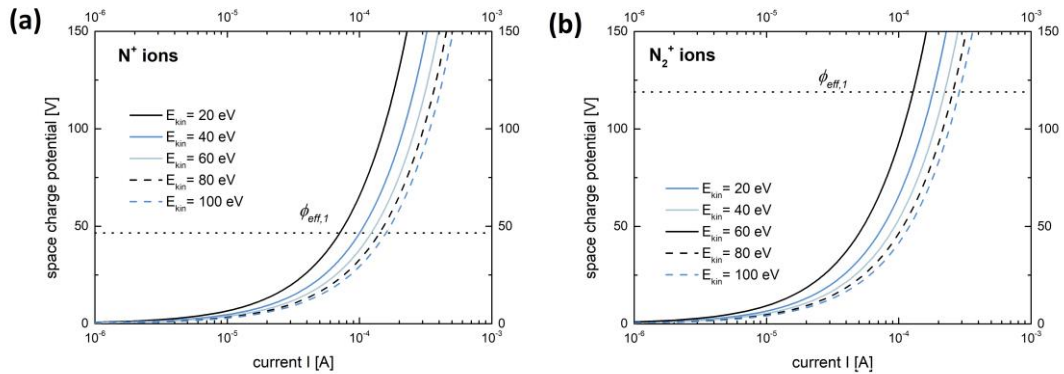 (a)
10⁻⁶ 10⁻⁵ 10⁻⁴ 10⁻³
150
100
50
0
space charge potential [V]
N⁺ ions
E_kin= 20 eV
E_kin= 40 eV
E_kin= 60 eV
E_kin= 80 eV
E_kin= 100 eV
ϕ_eff,1
150
100
50
0
10⁻⁶ 10⁻⁵ 10⁻⁴ 10⁻³
current I [A]
(b)
10⁻⁶ 10⁻⁵ 10⁻⁴ 10⁻³
150
100
50
0
space charge potential [V]
N₂⁺ ions
ϕ_eff,1
E_kin= 20 eV
E_kin= 40 eV
E_kin= 60 eV
E_kin= 80 eV
E_kin= 100 eV
150
100
50
0
10⁻⁶ 10⁻⁵ 10⁻⁴ 10⁻³
current I [A]